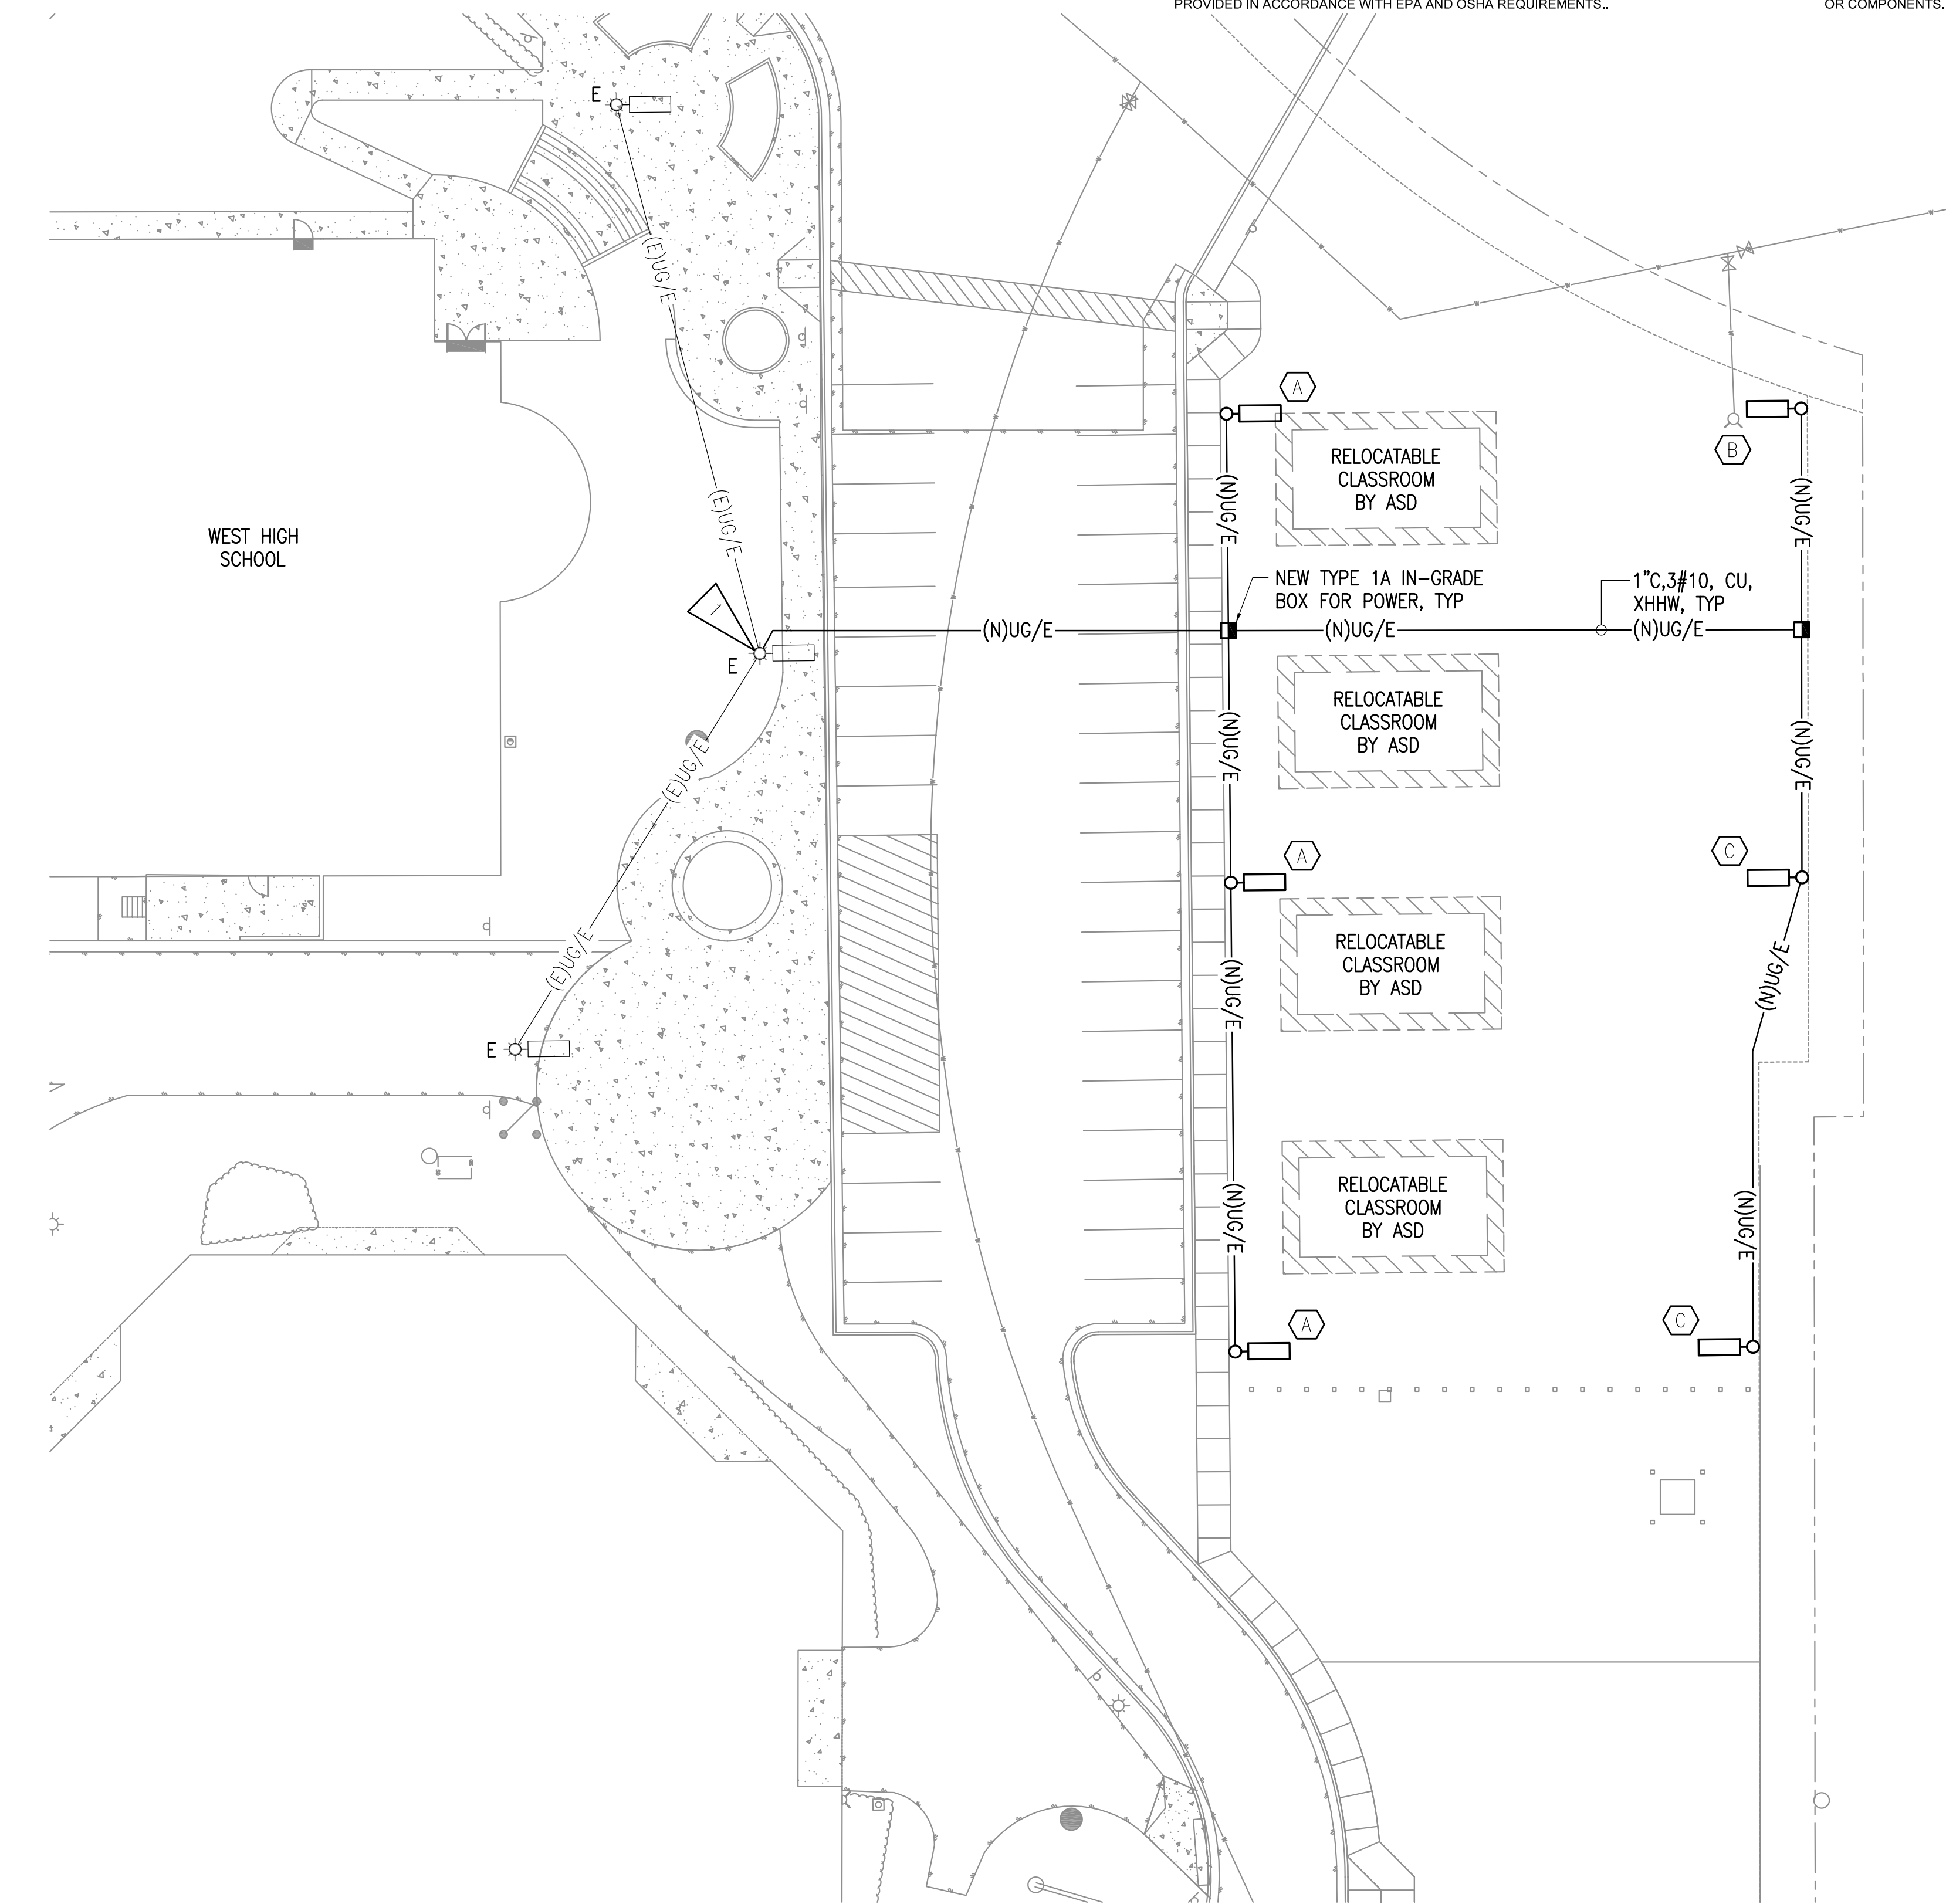 PROVIDED IN ACCORDANCE WITH EPA AND OSHA REQUIREMENTS..
OR COMPONENTS.
E
(E)UG/E
A
B
RELOCATABLE
CLASSROOM
BY ASD
(N)UG/E
(N)UG/E
(E)UG/E
WEST HIGH
SCHOOL
NEW TYPE 1A IN-GRADE
BOX FOR POWER, TYP
1"C,3#10, CU,
XHHW, TYP
1
(N)UG/E
(N)UG/E
(N)UG/E
E
RELOCATABLE
CLASSROOM
BY ASD
(N)UG/E
(N)UG/E
(E)UG/E
A
C
RELOCATABLE
CLASSROOM
BY ASD
(E)UG/E
(N)UG/E
(N)UG/E
E
RELOCATABLE
CLASSROOM
BY ASD
(N)UG/E
(N)UG/E
A
C